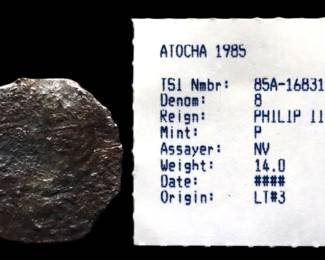 ATOCHA 1985
TSI Nmbr: 85A-16831
Denom: 8
Reign: PHILIP II
Mint: P
Assayer: NV
Weight: 14.0
Date: ####
Origin: LT#3